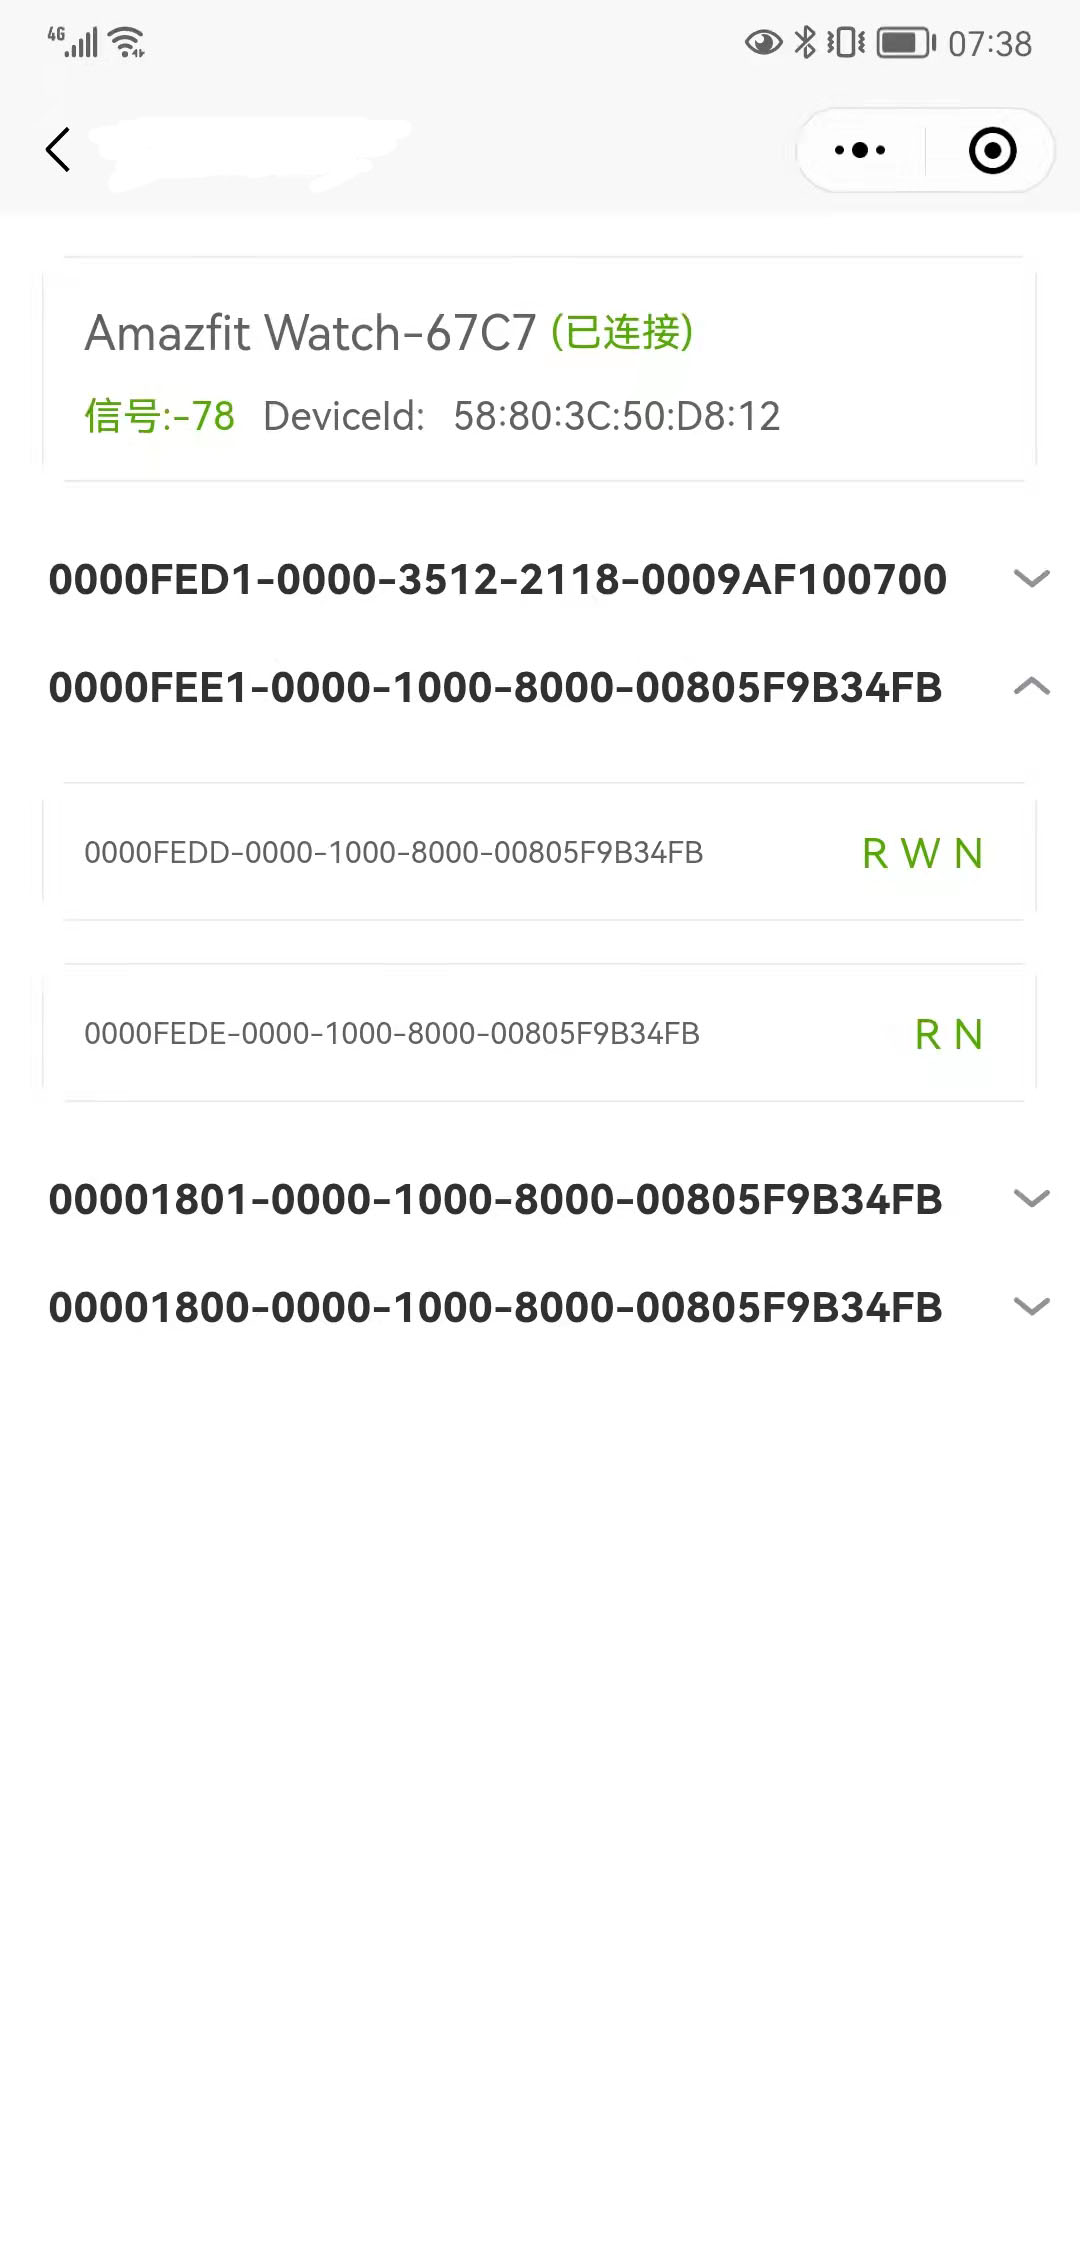 4G 07:38
Amazfit Watch-67C7 (已连接)
信号:-78 DeviceId: 58:80:3C:50:D8:12
0000FED1-0000-3512-2118-0009AF100700
0000FEE1-0000-1000-8000-00805F9B34FB
0000FEDD-0000-1000-8000-00805F9B34FB R W N
0000FEDE-0000-1000-8000-00805F9B34FB R N
00001801-0000-1000-8000-00805F9B34FB
00001800-0000-1000-8000-00805F9B34FB